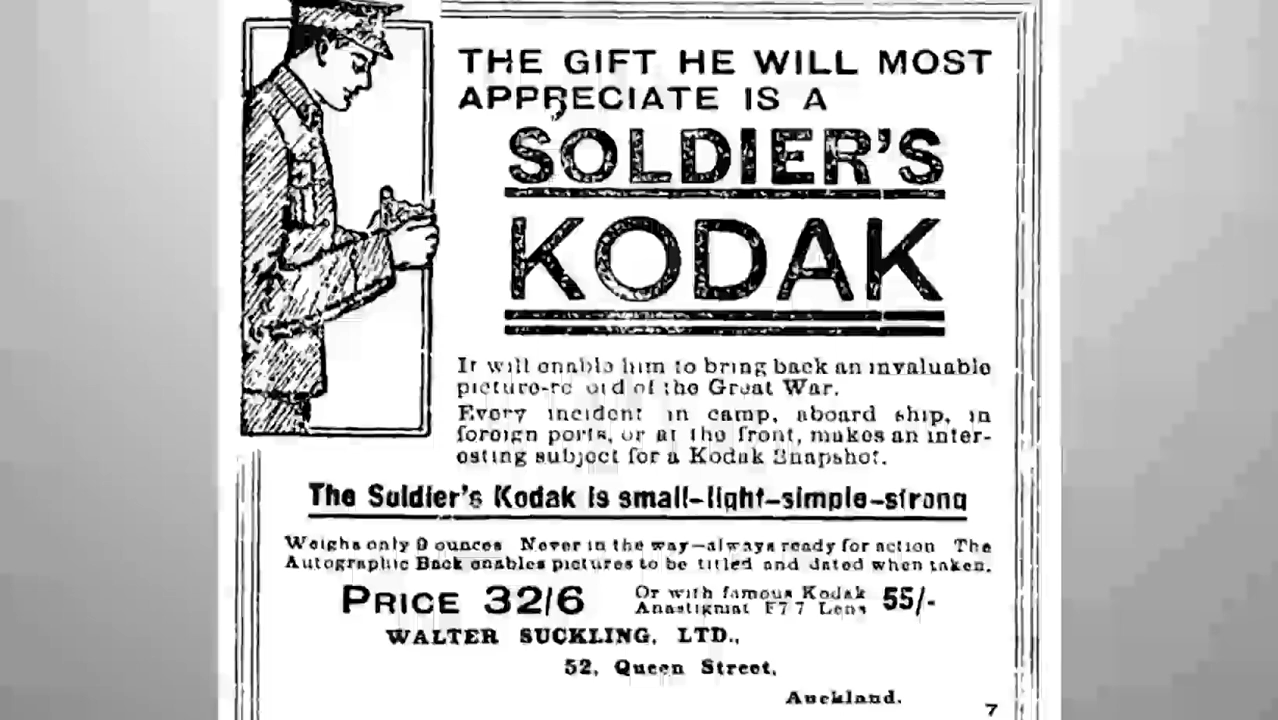 THE GIFT HE WILL MOST
APPRECIATE IS A
SOLDIER'S
KODAK
It will enable him to bring back an invaluable
picture-record of the Great War.
Every incident in camp, aboard ship, in
foreign ports, or at the front, makes an inter-
esting subject for a Kodak Snapshot.
The Soldier's Kodak is small-light-simple-strong
Weighs only 9 ounces Never in the way-always ready for action The
Autographic Back enables pictures to be titled and dated when taken.
PRICE 32/6
Or with famous Kodak
Anastigmat F7 7 Lens 55/-
WALTER SUCKLING, LTD.,
52, Queen Street,
Auckland.
7